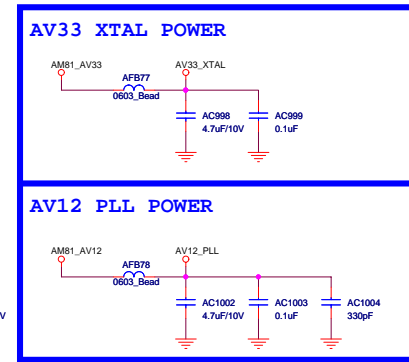 AV33 XTAL POWER
AM81_AV33
AV33_XTAL
AFB77
0603_Bead
AC998
4.7uF/10V
AC999
0.1uF
AV12 PLL POWER
AM81_AV12
AV12_PLL
AFB78
0603_Bead
AC1002
4.7uF/10V
AC1003
0.1uF
AC1004
330pF
V